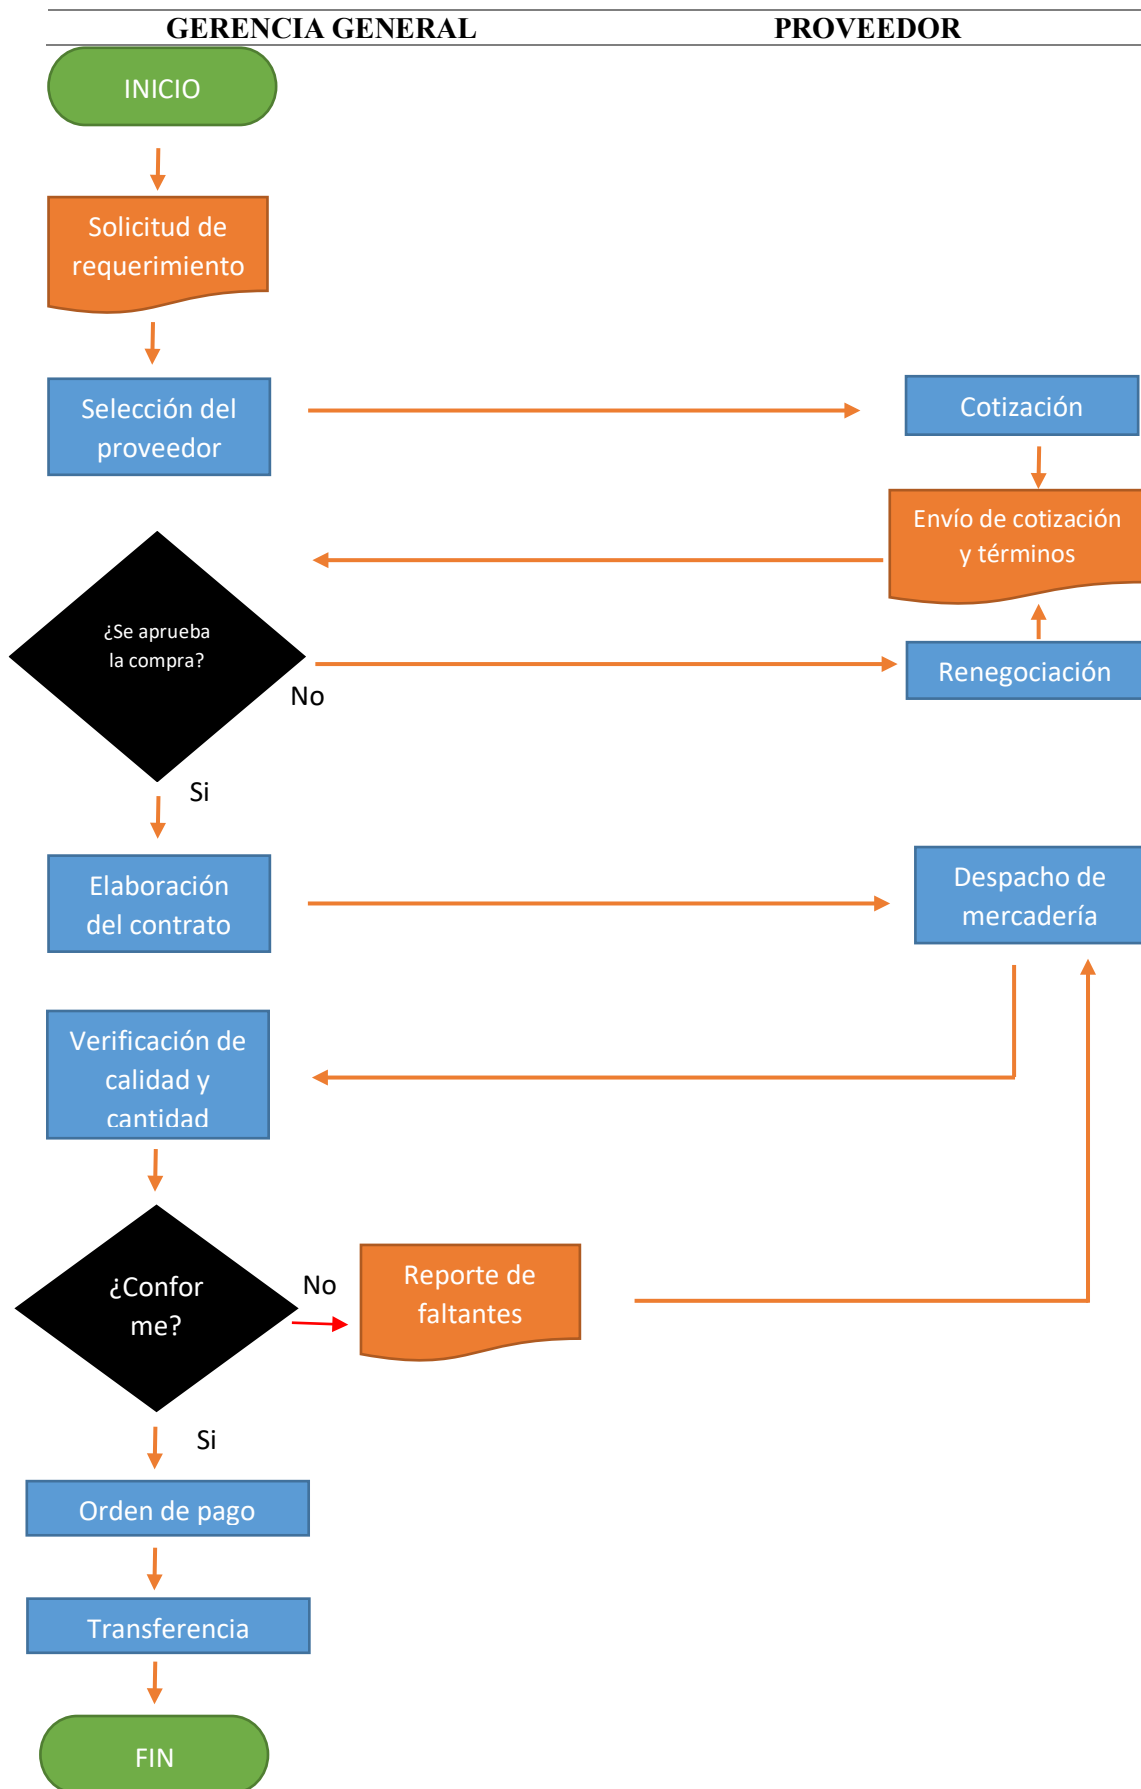 GERENCIA GENERAL PROVEEDOR
INICIO
Solicitud de
requerimiento
Selección del
proveedor
Cotización
Envío de cotización
y términos
¿Se aprueba
la compra?
No
Renegociación
Si
Elaboración
del contrato
Despacho de
mercadería
Verificación de
calidad y
cantidad
¿Confor
me?
No
Reporte de
faltantes
Si
Orden de pago
Transferencia
FIN